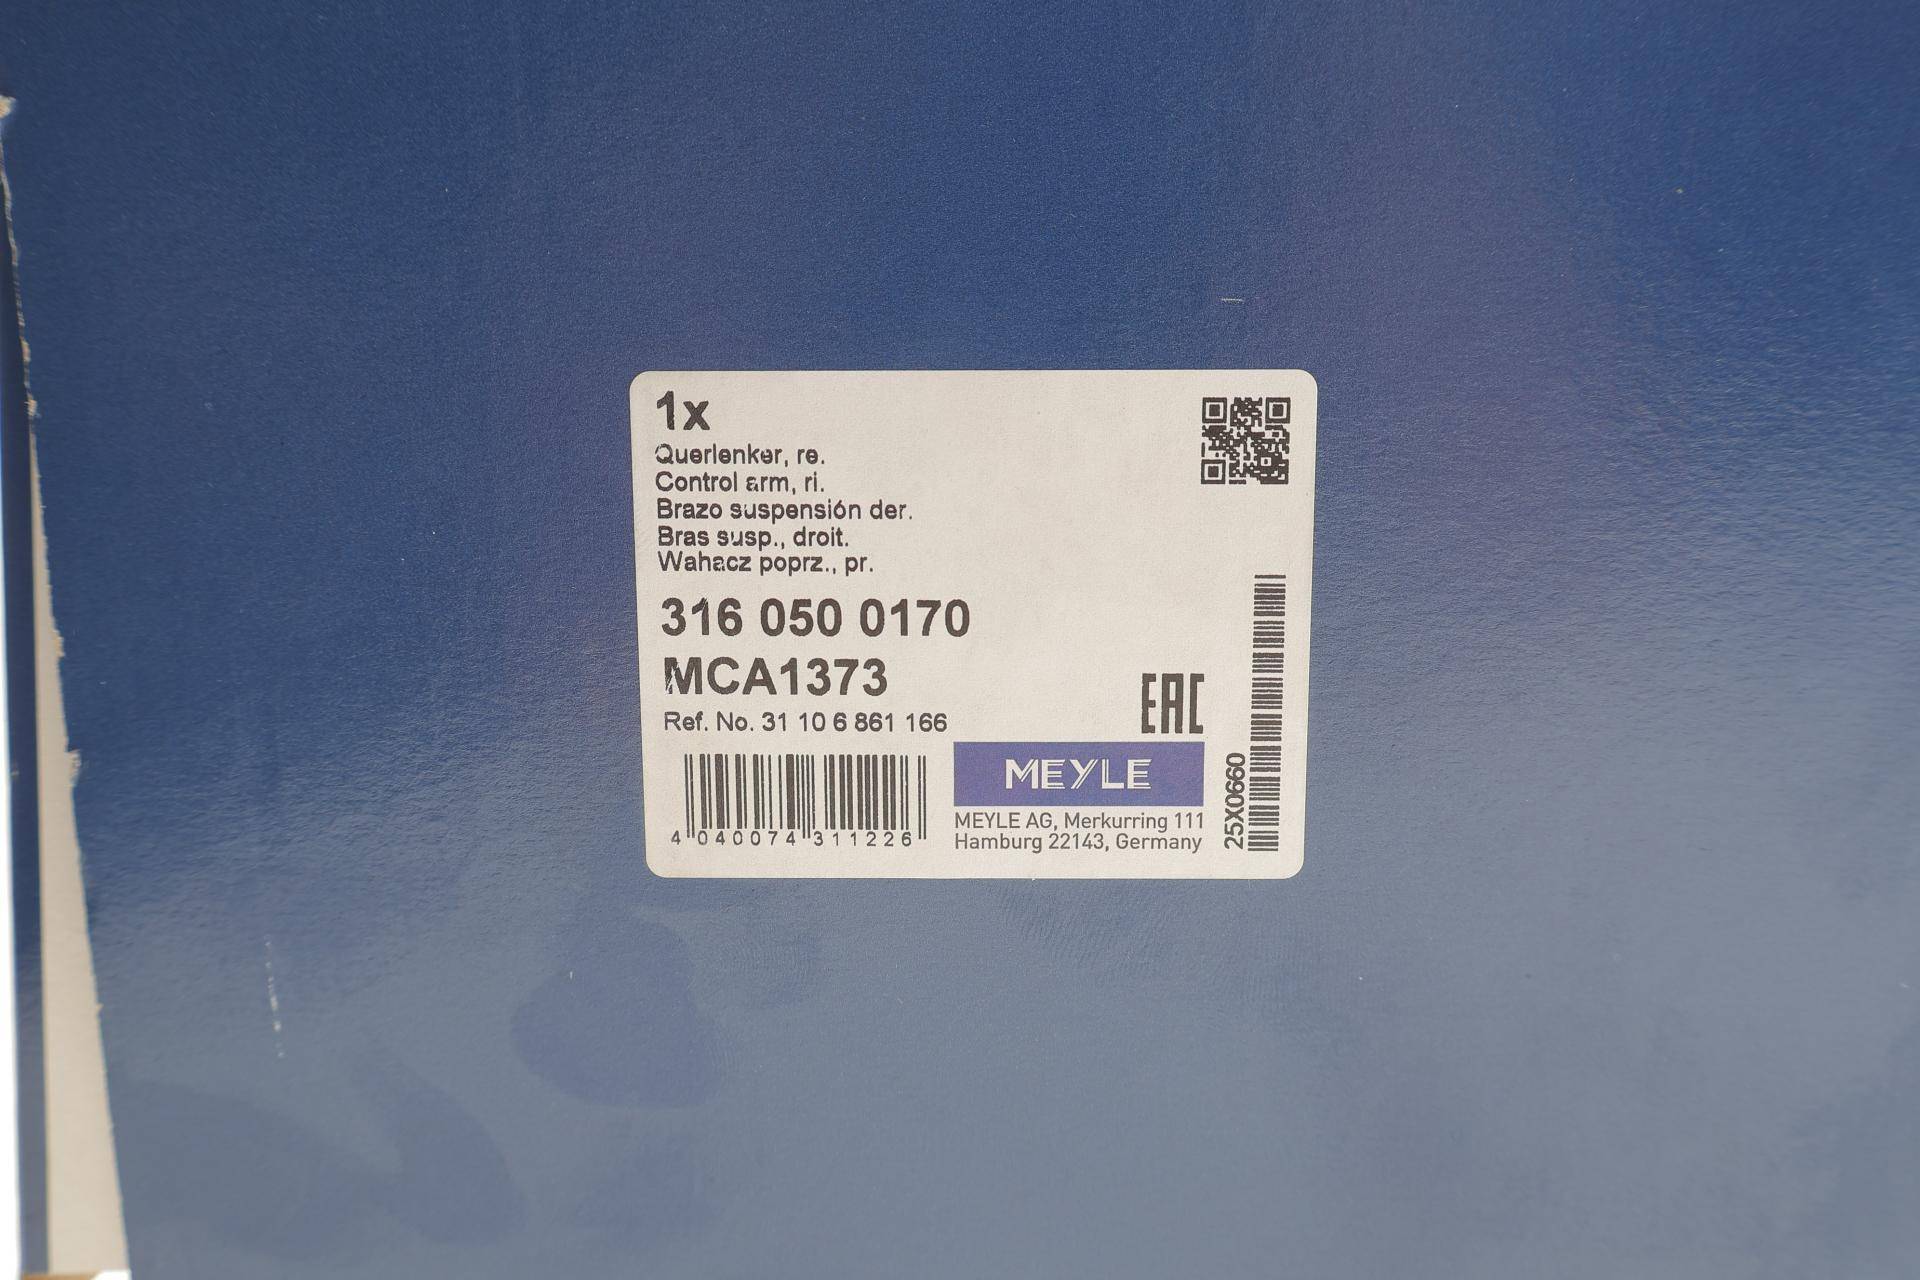 1x
Querlenker, re.
Control arm, ri.
Brazo suspensión der.
Bras susp., droit.
Wahacz poprz., pr.
316 050 0170
MCA1373
Ref. No. 31 10 6 861 166
EAC
MEYLE
MEYLE AG, Merkurring 111
Hamburg 22143, Germany
4 040074 311226
25X0660